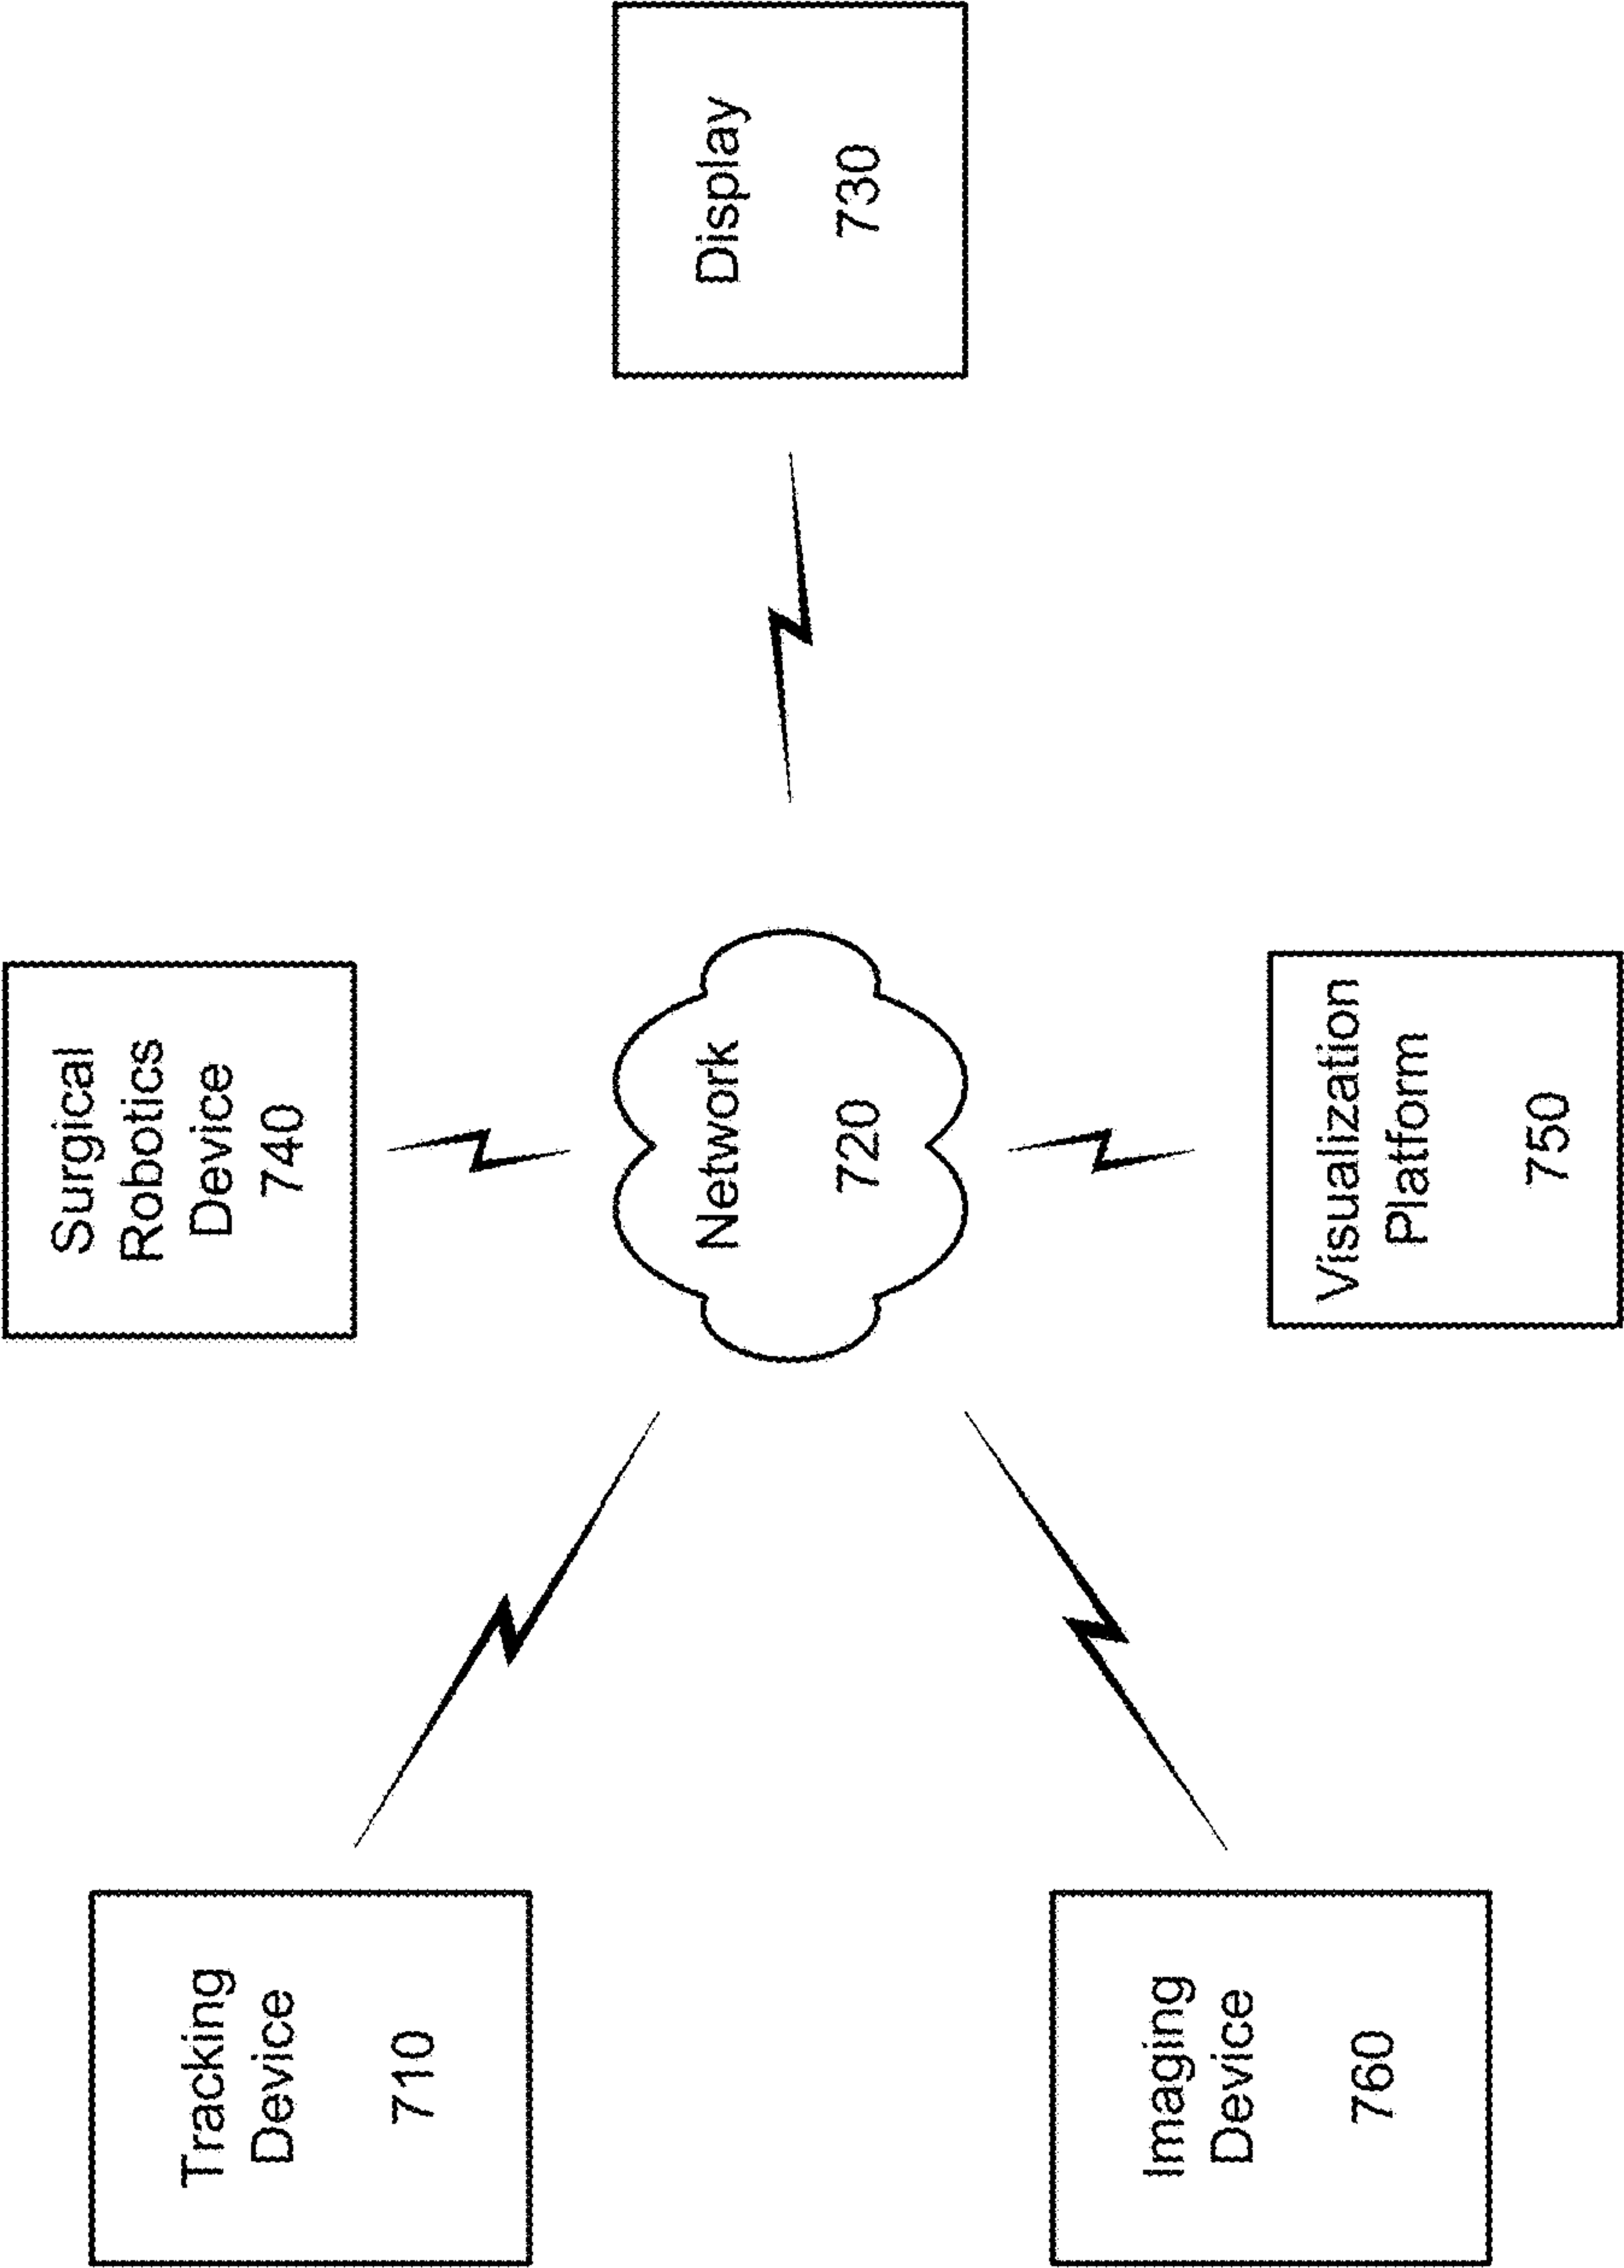 Surgical
Robotics
Device
740
Tracking
Device
710
Network
720
Display
730
Imaging
Device
760
Visualization
Platform
750